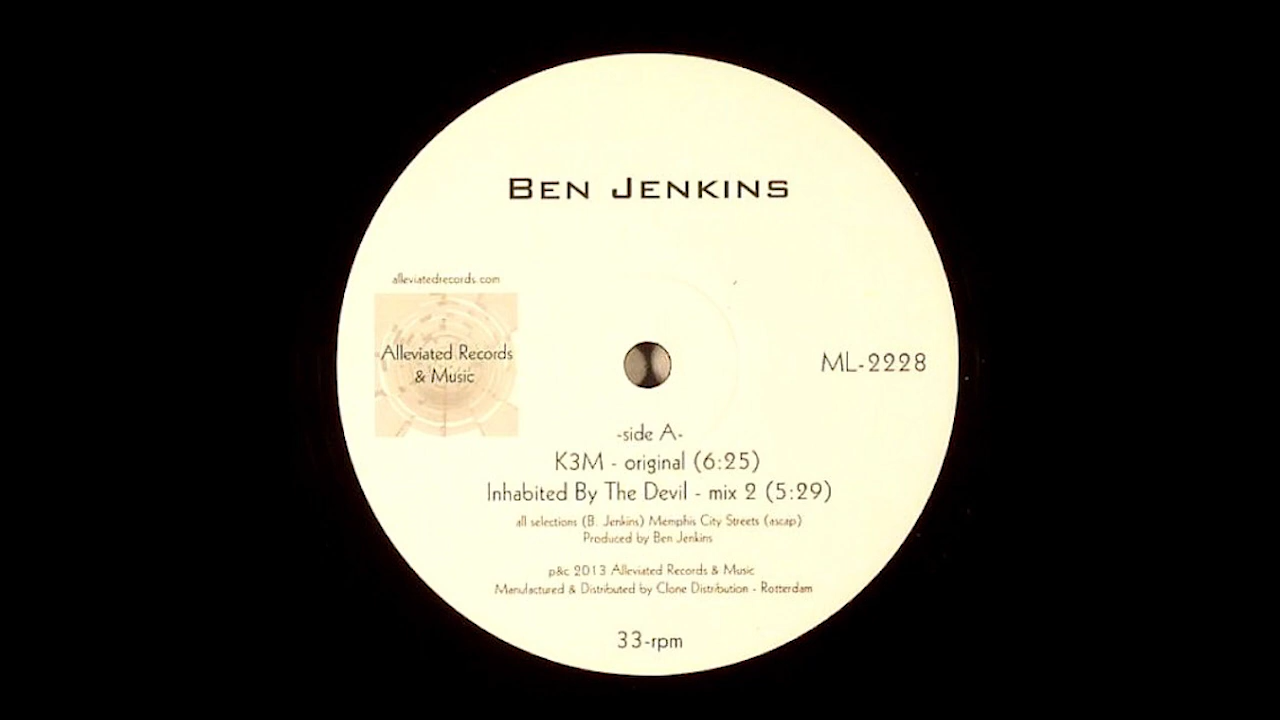 Ben Jenkins
alleviatedrecords.com
Alleviated Records
& Music
ML-2228
-side A-
K3M - original (6:25)
Inhabited By The Devil - mix 2 (5:29)
all selections (B. Jenkins) Memphis City Streets (ascap)
Produced by Ben Jenkins
p&c 2013 Alleviated Records & Music
Manufactured & Distributed by Clone Distribution - Rotterdam
33-rpm